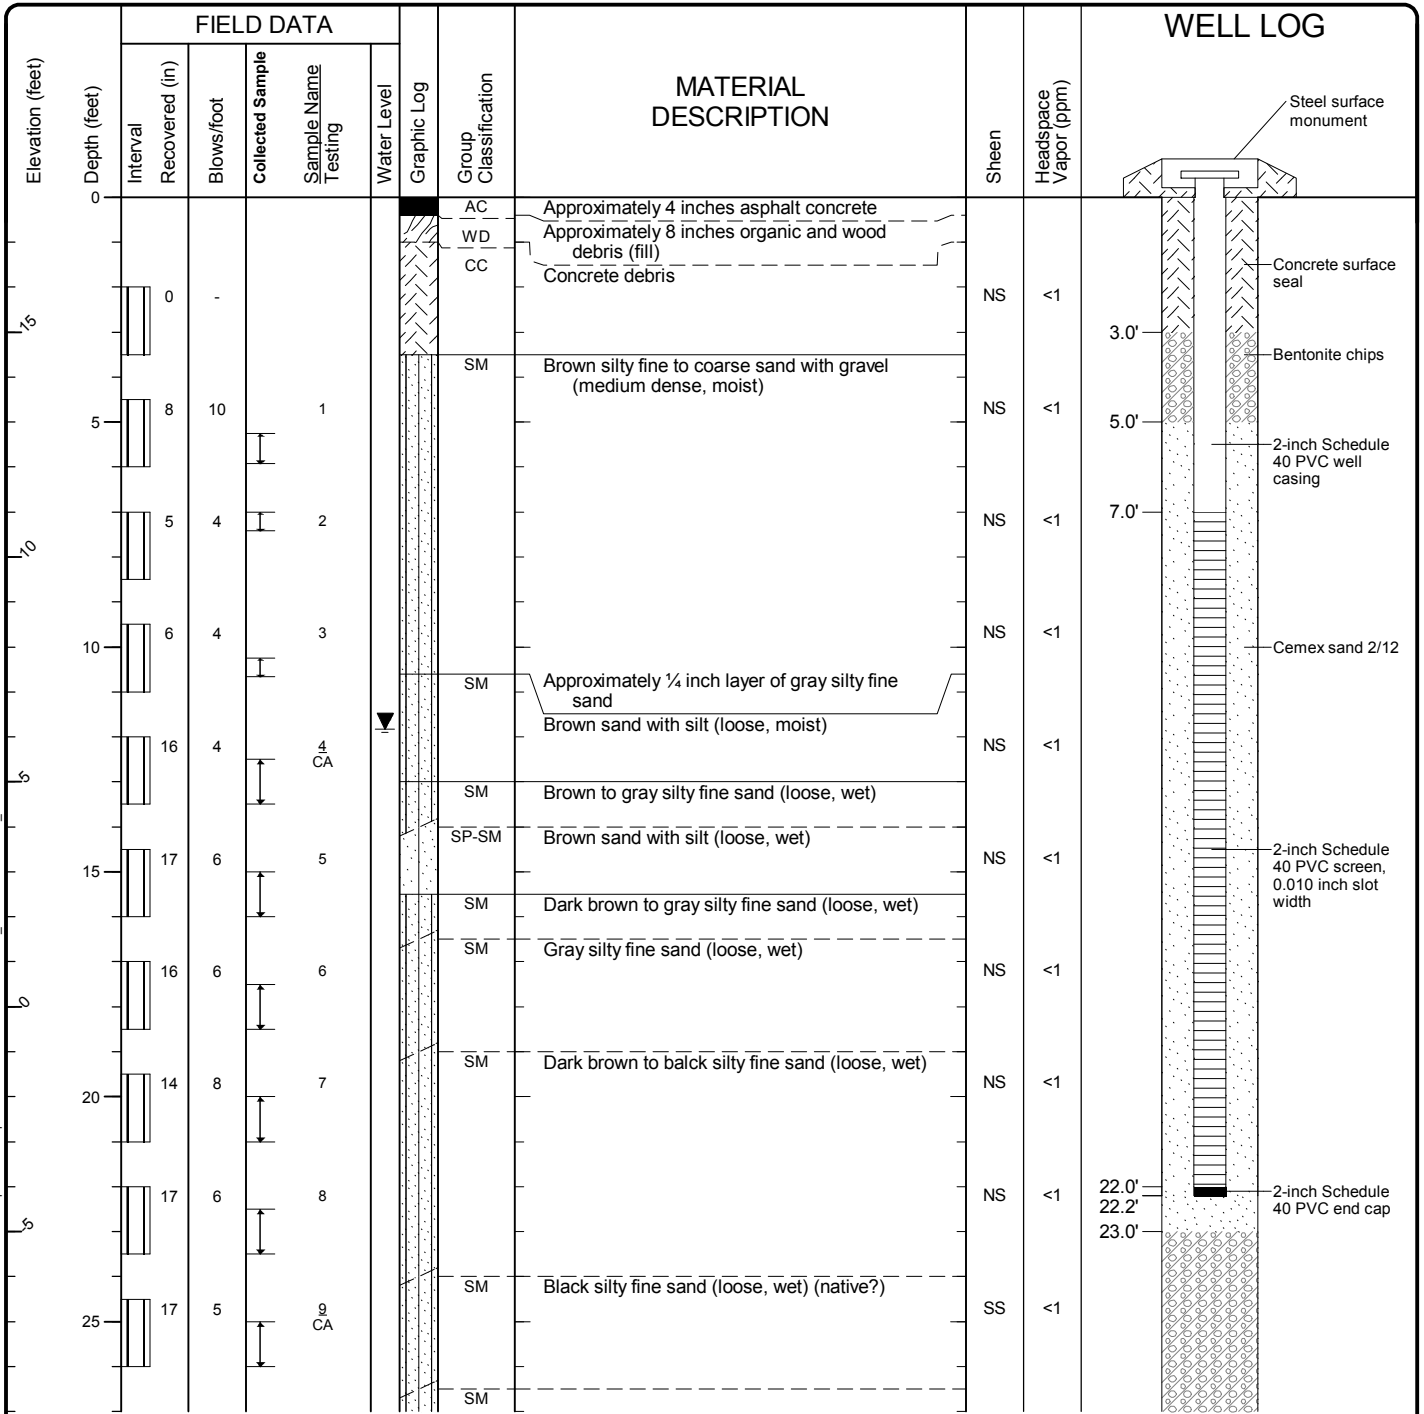 FIELD DATA
WELL LOG
Elevation (feet)
Depth (feet)
Interval
Recovered (in)
Blows/foot
Collected Sample
Sample Name
Testing
Water Level
Graphic Log
Group
Classification
MATERIAL
DESCRIPTION
Sheen
Headspace
Vapor (ppm)
Steel surface
monument
0
AC Approximately 4 inches asphalt concrete
WD Approximately 8 inches organic and wood
debris (fill)
CC Concrete debris
Concrete surface
seal
0 - NS <1
15
3.0'
Bentonite chips
SM Brown silty fine to coarse sand with gravel
(medium dense, moist)
8 10 1 NS <1
5
5.0'
2-inch Schedule
40 PVC well
casing
7.0'
5 4 2 NS <1
10
6 4 3 NS <1
10
Cemex sand 2/12
SM Approximately ¼ inch layer of gray silty fine
sand
Brown sand with silt (loose, moist)
16 4 4 NS <1
CA
5
SM Brown to gray silty fine sand (loose, wet)
SP-SM Brown sand with silt (loose, wet)
17 6 5 NS <1
15
2-inch Schedule
40 PVC screen,
0.010 inch slot
width
SM Dark brown to gray silty fine sand (loose, wet)
SM Gray silty fine sand (loose, wet)
16 6 6 NS <1
0
SM Dark brown to balck silty fine sand (loose, wet)
14 8 7 NS <1
20
22.0'
22.2'
23.0'
17 6 8 NS <1
2-inch Schedule
40 PVC end cap
-5
SM Black silty fine sand (loose, wet) (native?)
17 5 9 SS <1
CA
25
SM